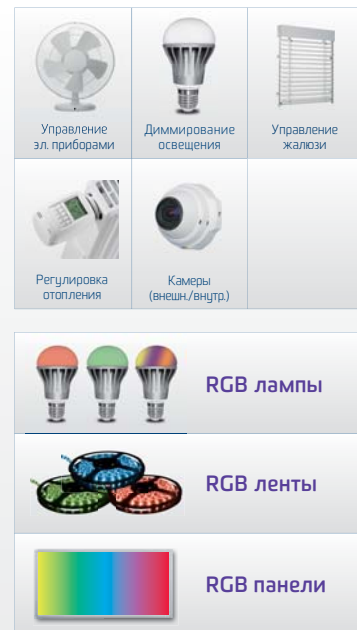 Управление
эл. приборами
Диммирование
освещения
Управление
жалюзи
Регулировка
отопления
Камеры
(внешн./внутр.)
RGB лампы
RGB ленты
RGB панели